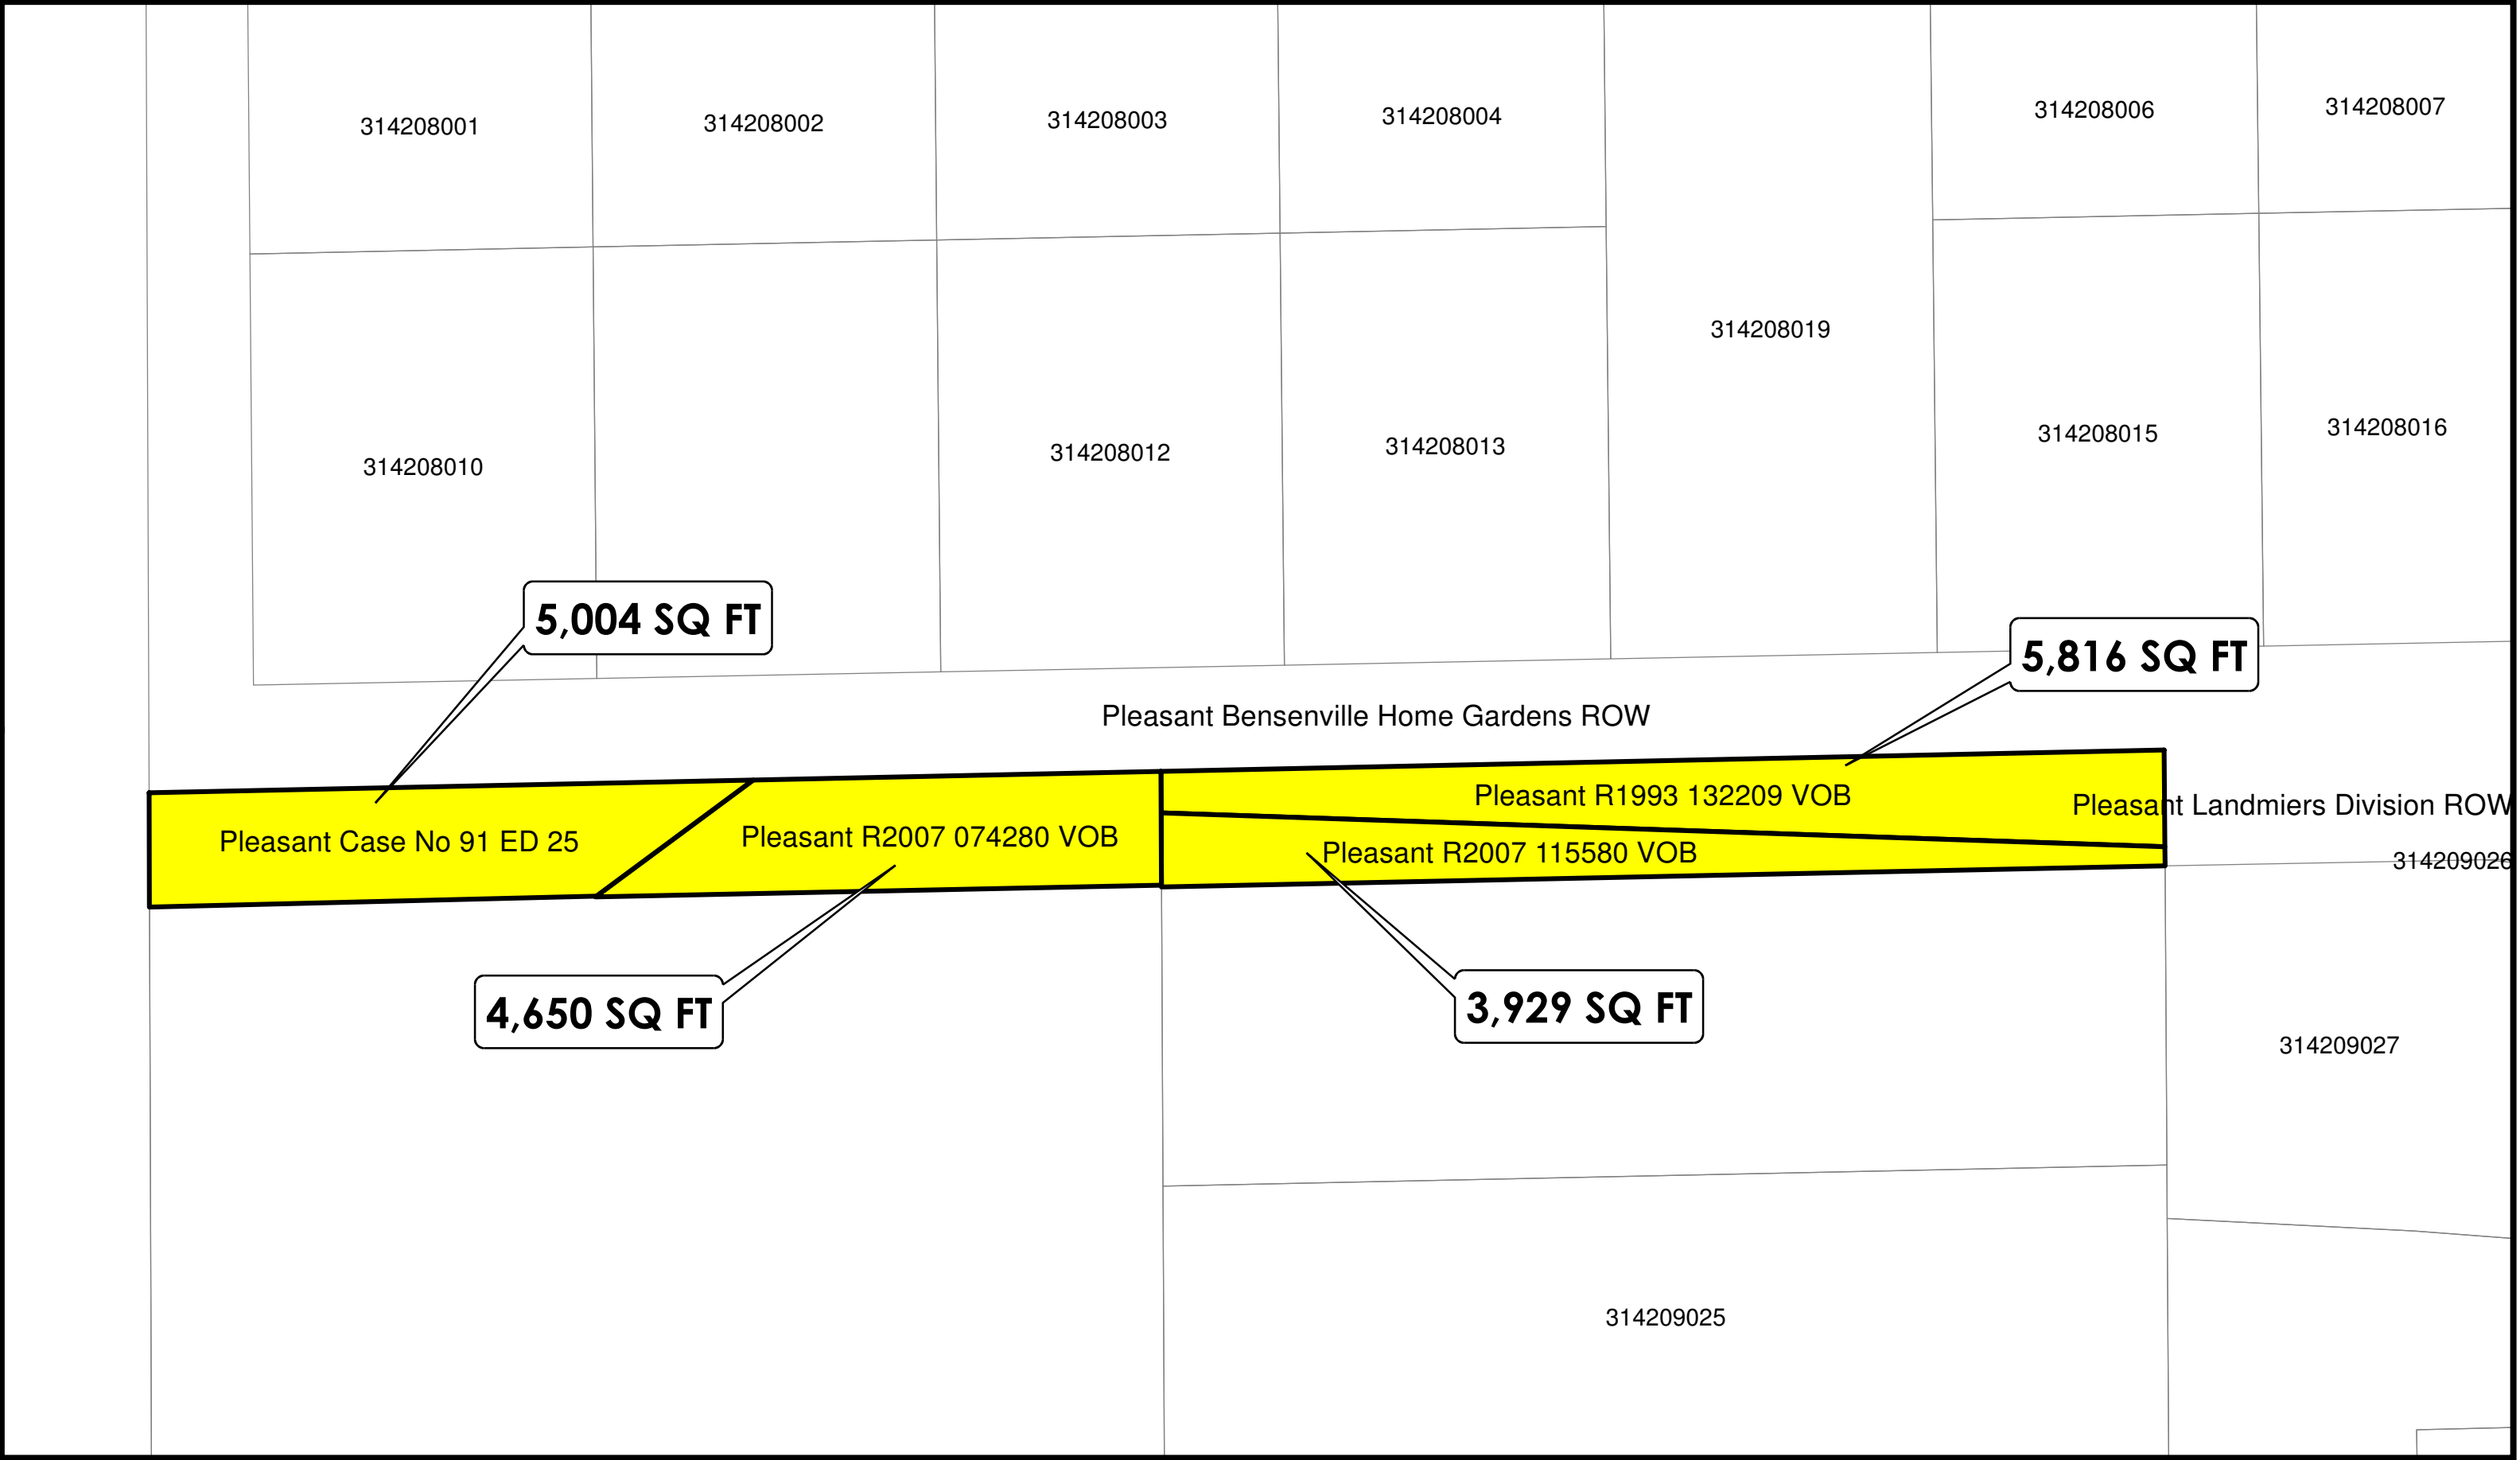 314208001
314208002
314208003
314208004
314208006
314208007
314208019
314208010
314208012
314208013
314208015
314208016
5,004 SQ FT
5,816 SQ FT
Pleasant Bensenville Home Gardens ROW
Pleasant R1993 132209 VOB
Pleasant Landmiers Division ROW
Pleasant Case No 91 ED 25
Pleasant R2007 074280 VOB
Pleasant R2007 115580 VOB
314209026
4,650 SQ FT
3,929 SQ FT
314209027
314209025